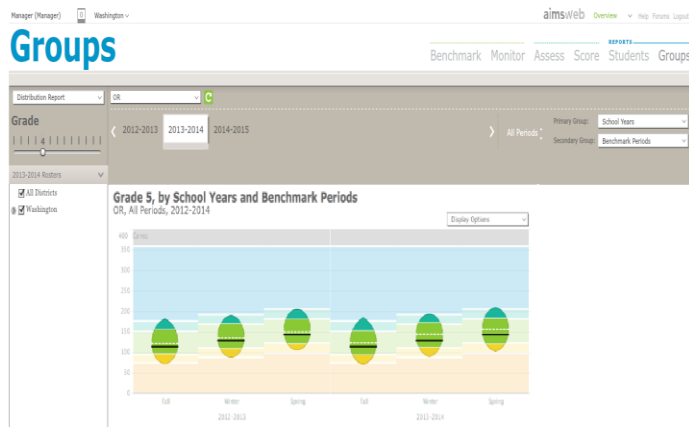 Manager (Manager) 0 Washington
aimsweb Overview Help Forums Logout
Groups
REPORTS
Benchmark Monitor Assess Score Students Groups
Distribution Report OR C
Grade
4
2012-2013 2013-2014 2014-2015
All Periods
Primary Group: School Years
Secondary Group: Benchmark Periods
2013-2014 Rosters
All Districts
Washington
Grade 5, by School Years and Benchmark Periods
OR, All Periods, 2012-2014
Display Options
400
350
300
250
200
150
100
50
0
Fall Winter Spring Fall Winter Spring
2012-2013 2013-2014